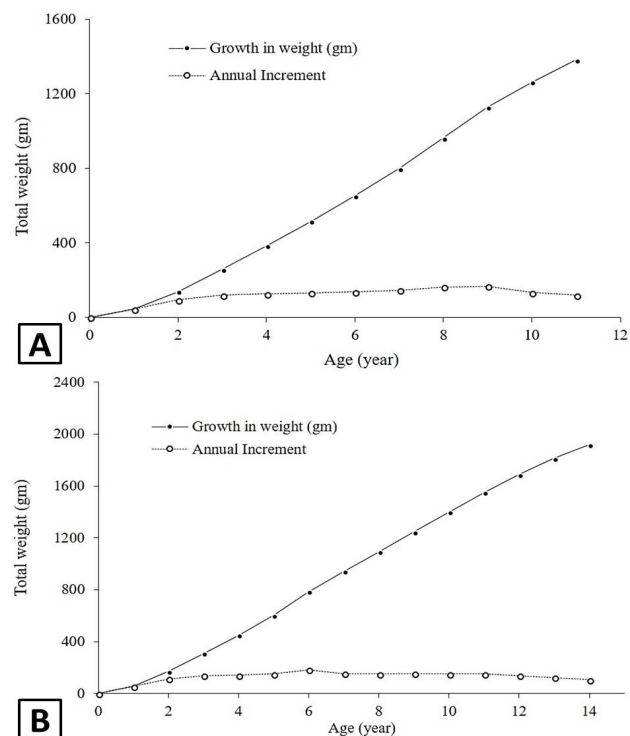 1600
Growth in weight (gm)
Annual Increment
1200
800
400
0
Total weight (gm)
0 2 4 6 8 10 12
Age (year)
A
2400
Growth in weight (gm)
Annual Increment
2000
1600
1200
800
400
0
Total weight (gm)
0 2 4 6 8 10 12 14
Age (year)
B